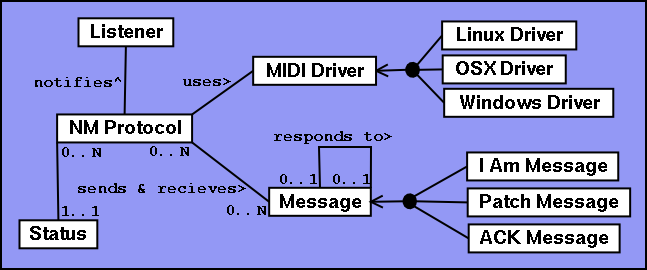 Listener
Linux Driver
notifies^
uses>
MIDI Driver
OSX Driver
Windows Driver
NM Protocol
0..N
0..N
responds to>
sends & recieves>
0..1
0..1
I Am Message
1..1
0..N
Message
Patch Message
Status
ACK Message